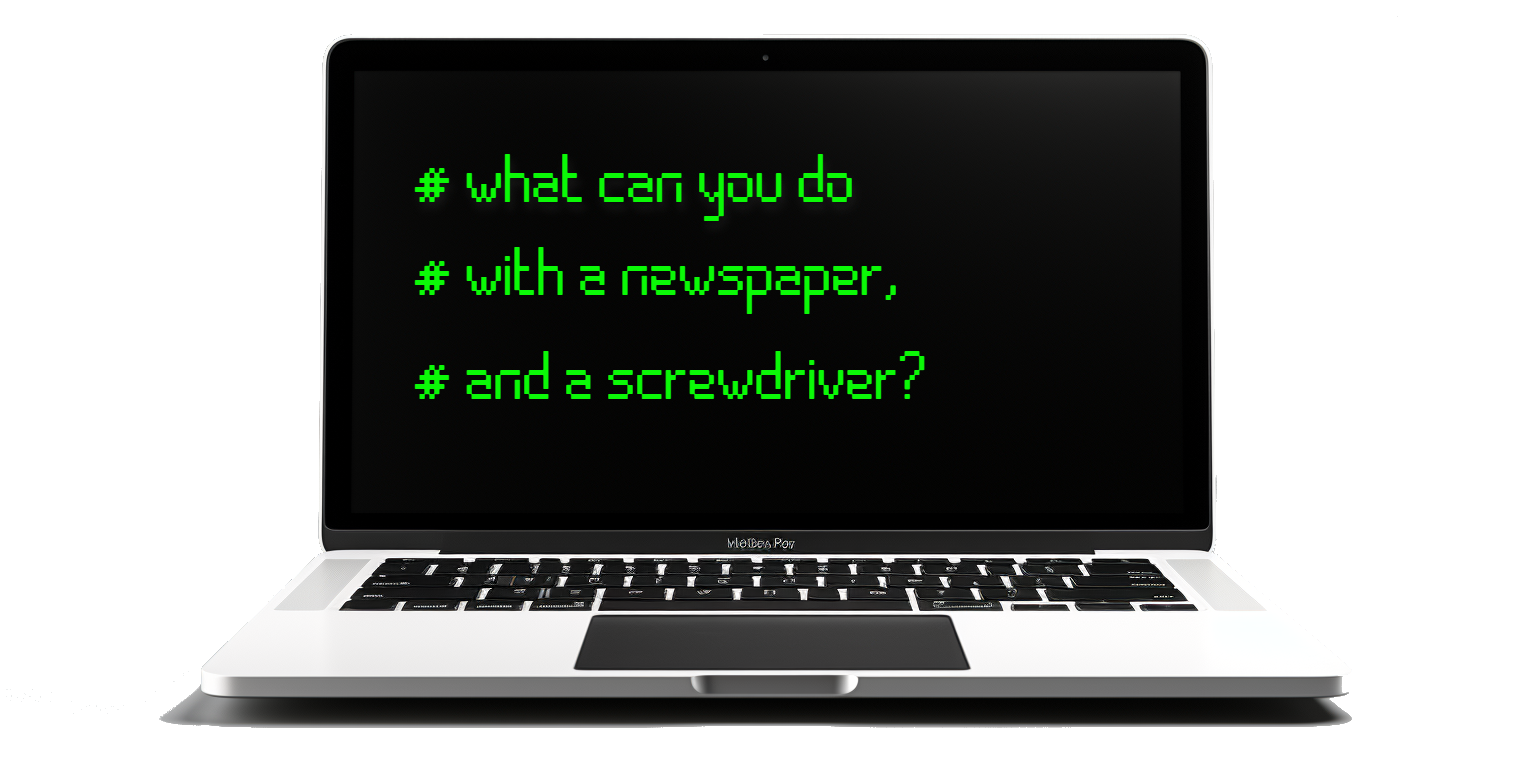 # what can you do
# with a newspaper,
# and a screwdriver?